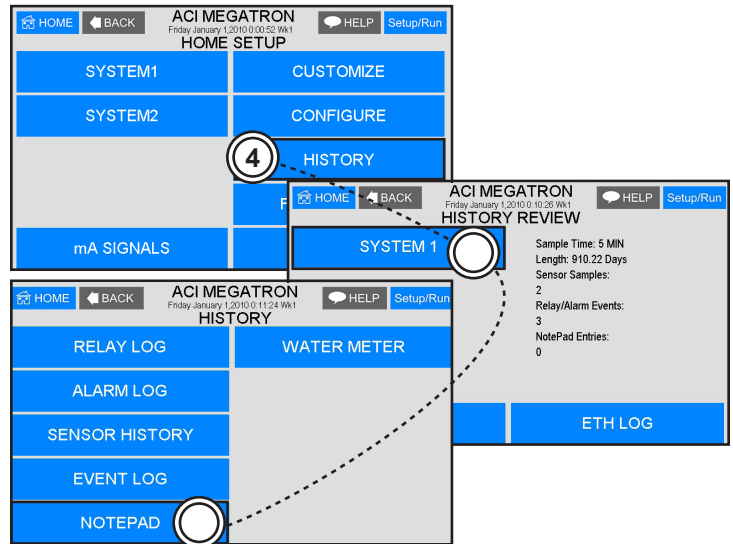 HOME
BACK
ACI MEGATRON
Friday January 1,2010 0:00:52 Wk1
HOME SETUP
HELP
Setup/Run
SYSTEM1
CUSTOMIZE
SYSTEM2
CONFIGURE
4
HISTORY
F
mA SIGNALS
HOME
BACK
ACI MEGATRON
Friday January 1,2010 0:10:26 Wk1
HISTORY REVIEW
HELP
Setup/Run
SYSTEM 1
Sample Time: 5 MIN
Length: 910.22 Days
Sensor Samples:
2
Relay/Alarm Events:
3
NotePad Entries:
0
ETH LOG
HOME
BACK
ACI MEGATRON
Friday January 1,2010 0:11:24 Wk1
HISTORY
HELP
Setup/Run
RELAY LOG
WATER METER
ALARM LOG
SENSOR HISTORY
EVENT LOG
NOTEPAD